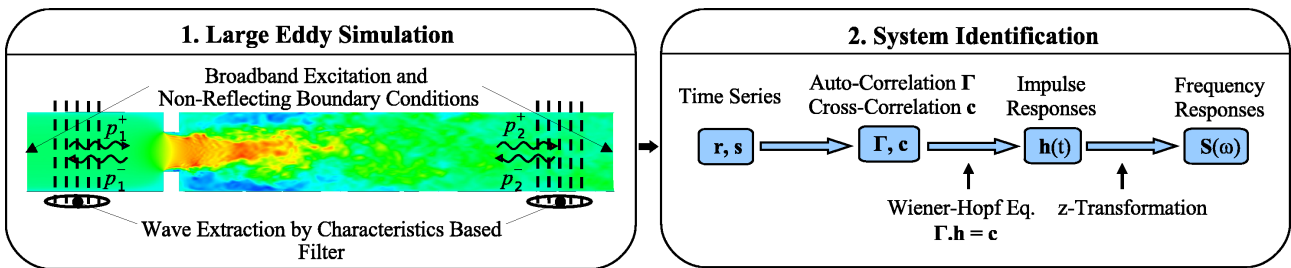 1. Large Eddy Simulation
Broadband Excitation and
Non-Reflecting Boundary Conditions
p₁⁺
p₁⁻
p₂⁺
p₂⁻
Wave Extraction by Characteristics Based
Filter
2. System Identification
Time Series
Auto-Correlation Γ
Cross-Correlation c
Impulse
Responses
Frequency
Responses
r, s
Γ, c
h(t)
S(ω)
Wiener-Hopf Eq.
Γ.h = c
z-Transformation